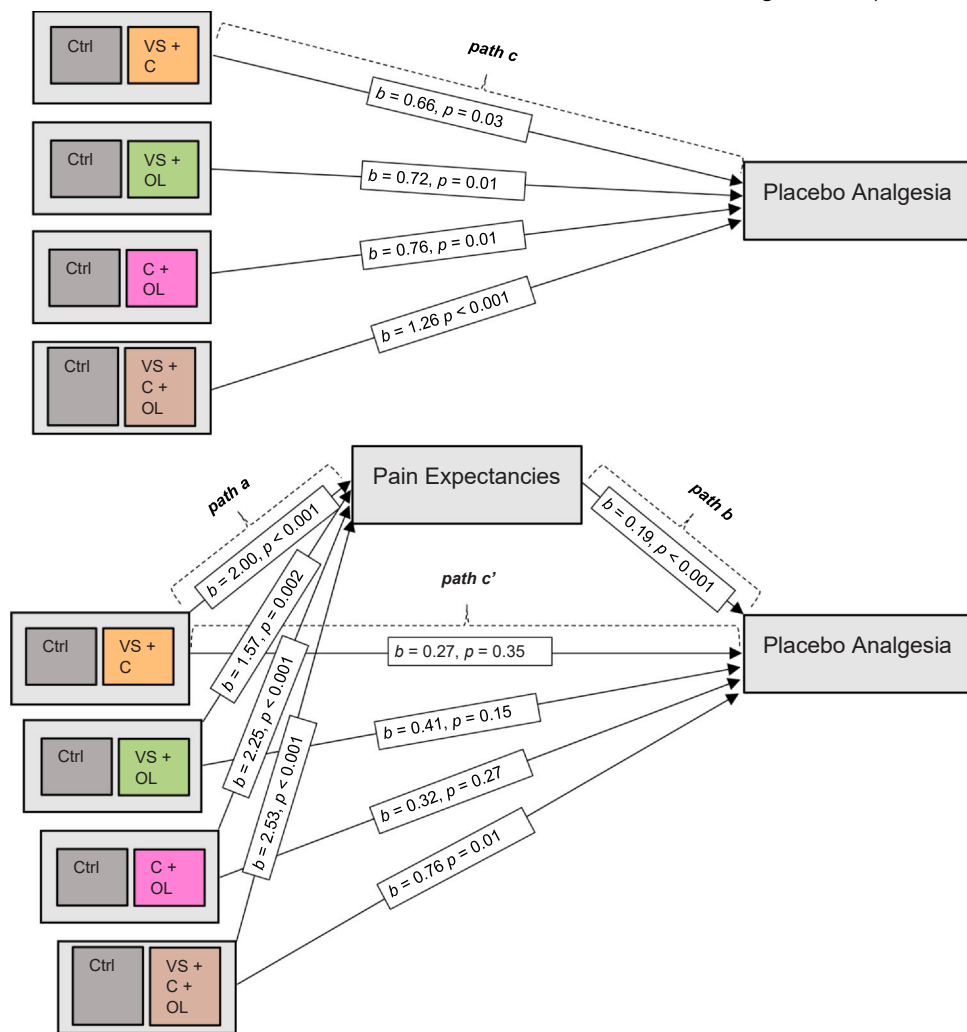 Ctrl
VS +
C
path c
b = 0.66, p = 0.03
Ctrl
VS +
OL
b = 0.72, p = 0.01
Placebo Analgesia
Ctrl
C +
OL
b = 0.76, p = 0.01
Ctrl
VS +
C +
OL
b = 1.26 p < 0.001
Pain Expectancies
path a
path b
b = 2.00, p < 0.001
b = 0.19, p < 0.001
path c’
Ctrl
VS +
C
b = 1.57, p = 0.002
b = 0.27, p = 0.35
Placebo Analgesia
Ctrl
VS +
OL
b = 2.25, p < 0.001
b = 0.41, p = 0.15
Ctrl
C +
OL
b = 2.53, p < 0.001
b = 0.32, p = 0.27
b = 0.76 p = 0.01
Ctrl
VS +
C +
OL